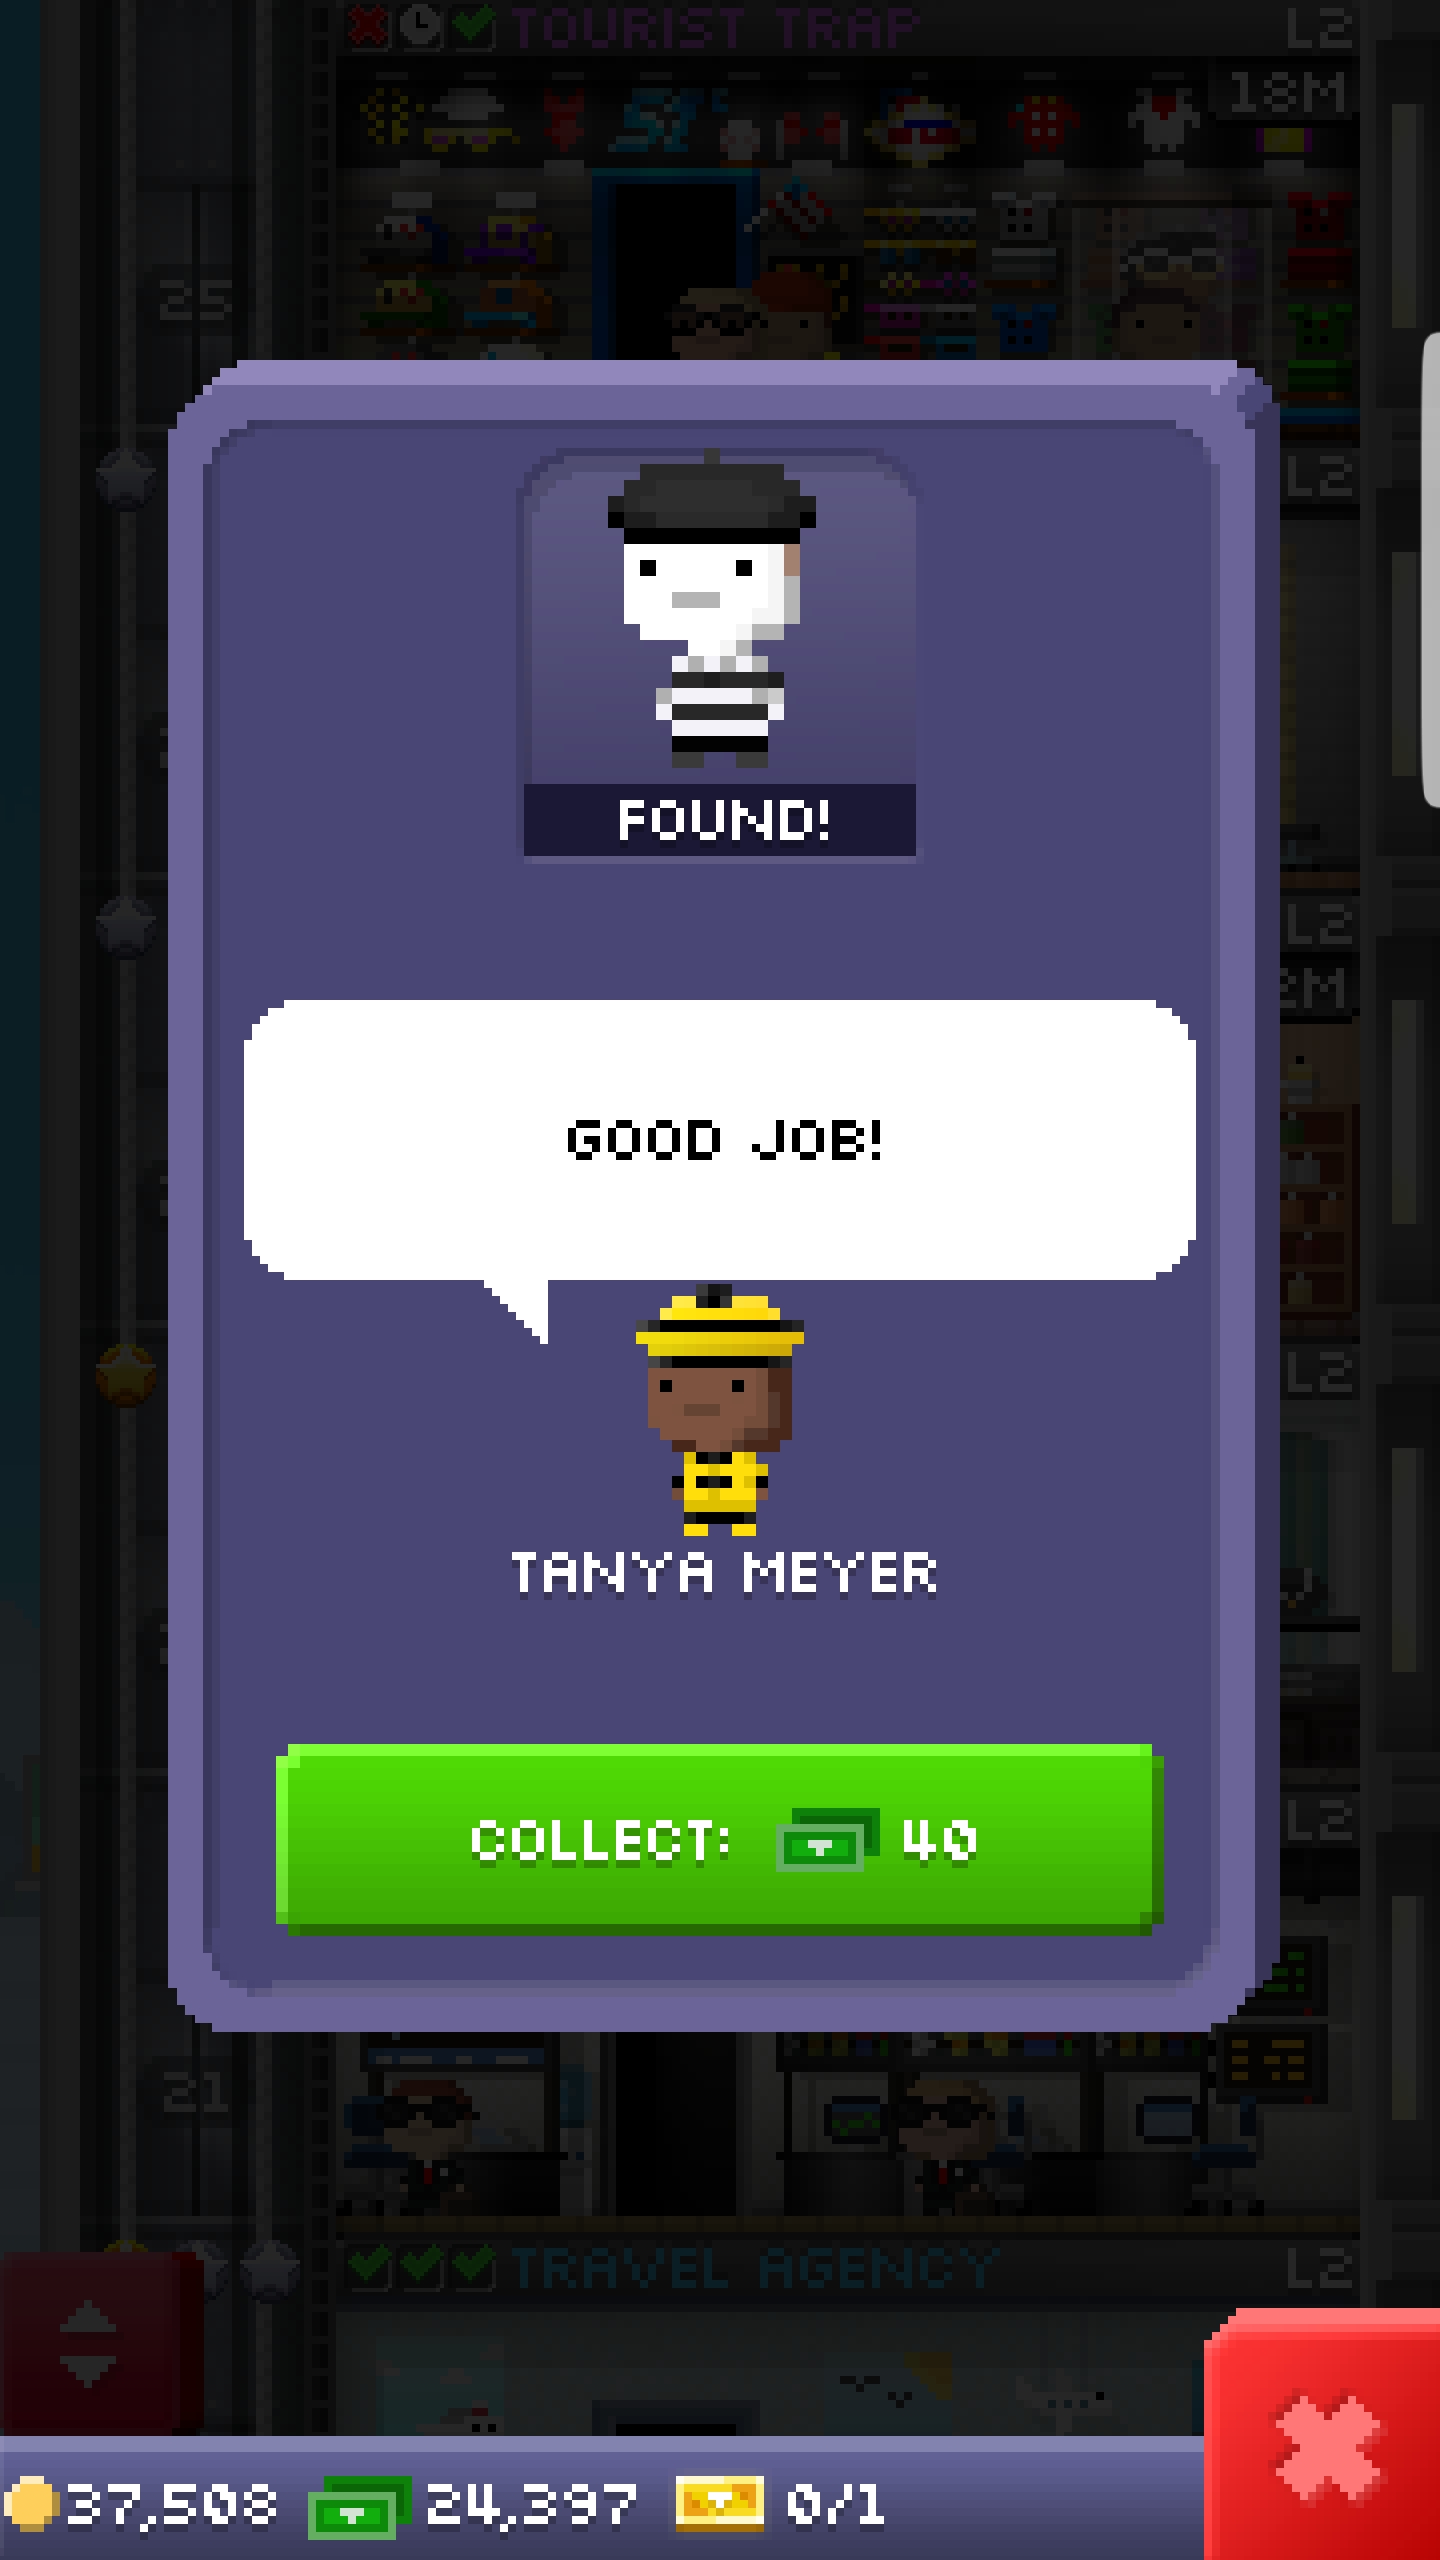 TOURIST TRAP L2
18M
25
L2
FOUND!
L2
2M
GOOD JOB!
L2
TANYA MEYER
L2
COLLECT: 40
21
TRAVEL AGENCY L2
37,508 24,397 0/1